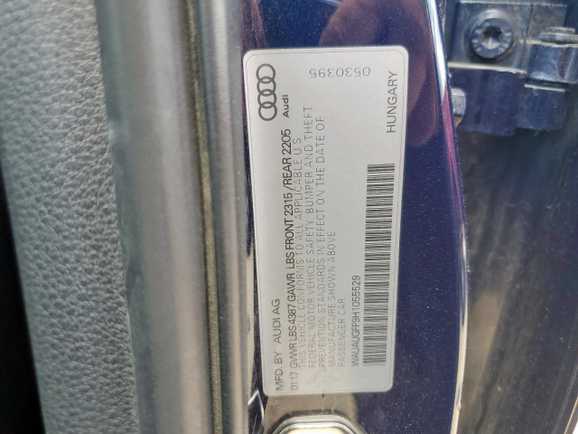 MFD. BY AUDI AG
01.17 GVWR LBS 4387 GAWR LBS FRONT 2315 / REAR 2205
THIS VEHICLE CONFORMS TO ALL APPLICABLE U.S.
FEDERAL MOTOR VEHICLE SAFETY, BUMPER AND THEFT
PREVENTION STANDARDS IN EFFECT ON THE DATE OF
MANUFACTURE SHOWN ABOVE
PASSENGER CAR
WAUAUGFF9H1055529
Audi
0530395
HUNGARY